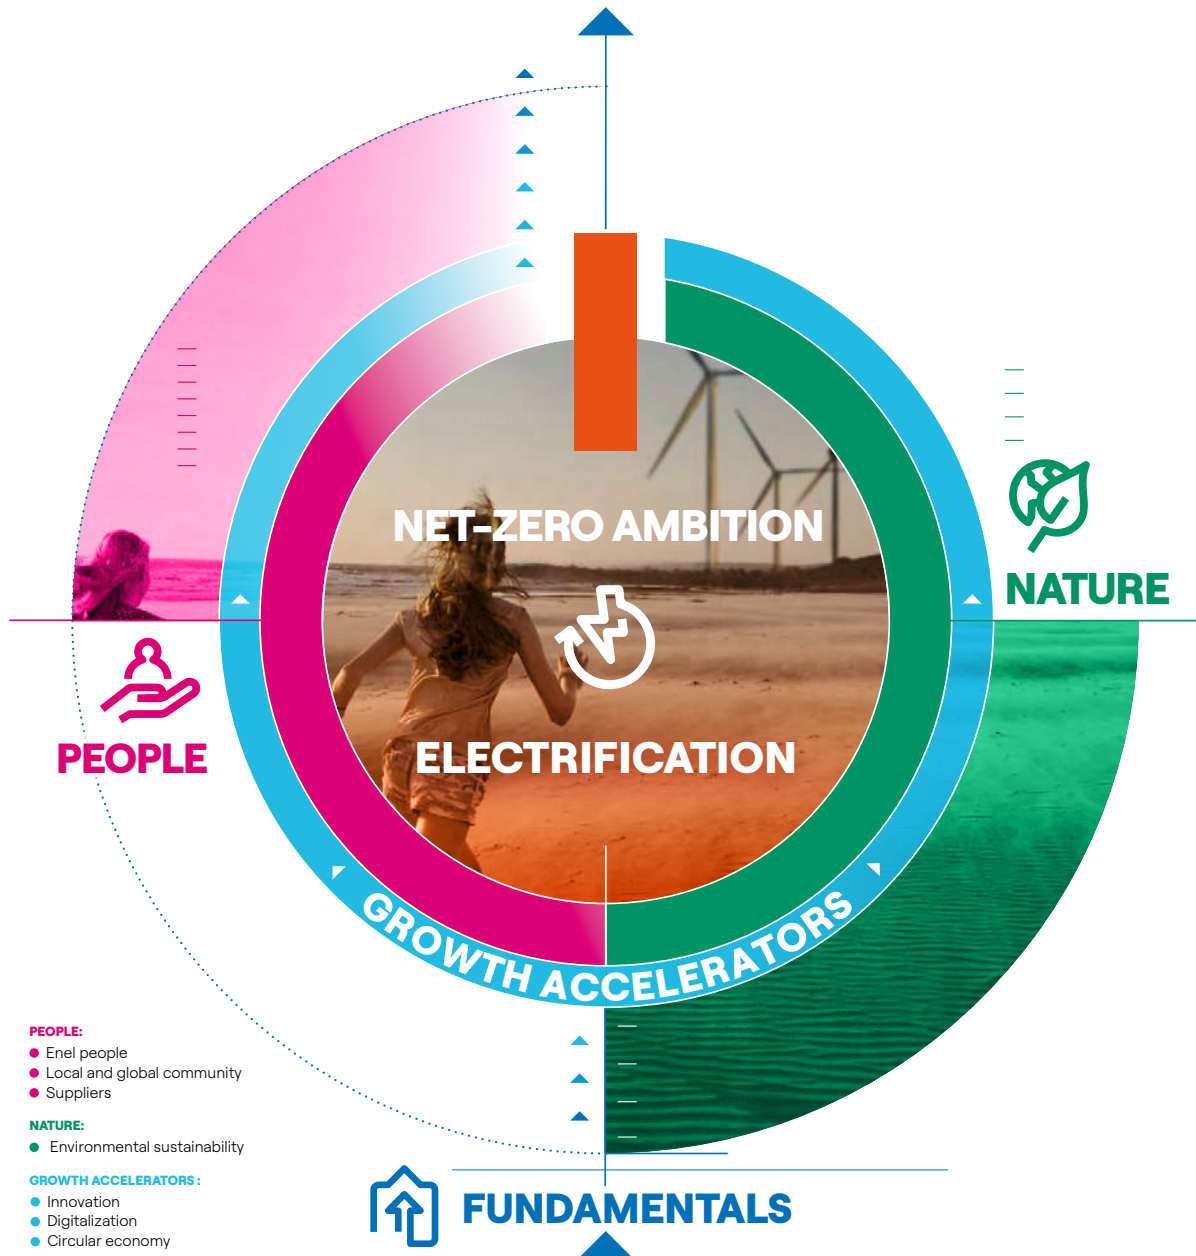 NET-ZERO AMBITION
NATURE
PEOPLE
ELECTRIFICATION
GROWTH ACCELERATORS
PEOPLE:
Enel people
Local and global community
Suppliers
NATURE:
Environmental sustainability
GROWTH ACCELERATORS :
Innovation
Digitalization
Circular economy
FUNDAMENTALS